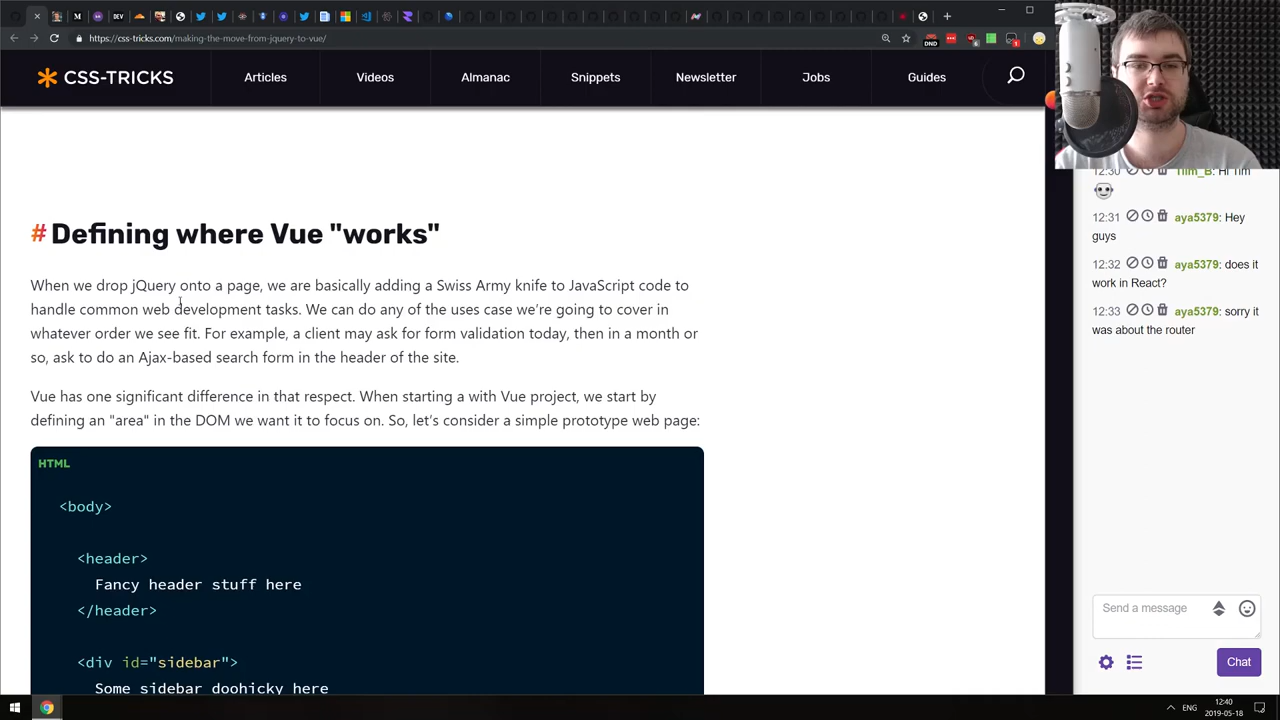 https://css-tricks.com/making-the-move-from-jquery-to-vue/
CSS-TRICKS
Articles
Videos
Almanac
Snippets
Newsletter
Jobs
Guides
# Defining where Vue "works"
When we drop jQuery onto a page, we are basically adding a Swiss Army knife to JavaScript code to
handle common web development tasks. We can do any of the uses case we're going to cover in
whatever order we see fit. For example, a client may ask for form validation today, then in a month or
so, ask to do an Ajax-based search form in the header of the site.
Vue has one significant difference in that respect. When starting a with Vue project, we start by
defining an "area" in the DOM we want it to focus on. So, let's consider a simple prototype web page:
HTML
<body>
<header>
Fancy header stuff here
</header>
<div id="sidebar">
Some sidebar doohicky here
12:30 Tim_B: Hi Tim
12:31 aya5379: Hey
guys
12:32 aya5379: does it
work in React?
12:33 aya5379: sorry it
was about the router
Send a message
Chat
DEV
DND
ENG
12:40
2019-05-18